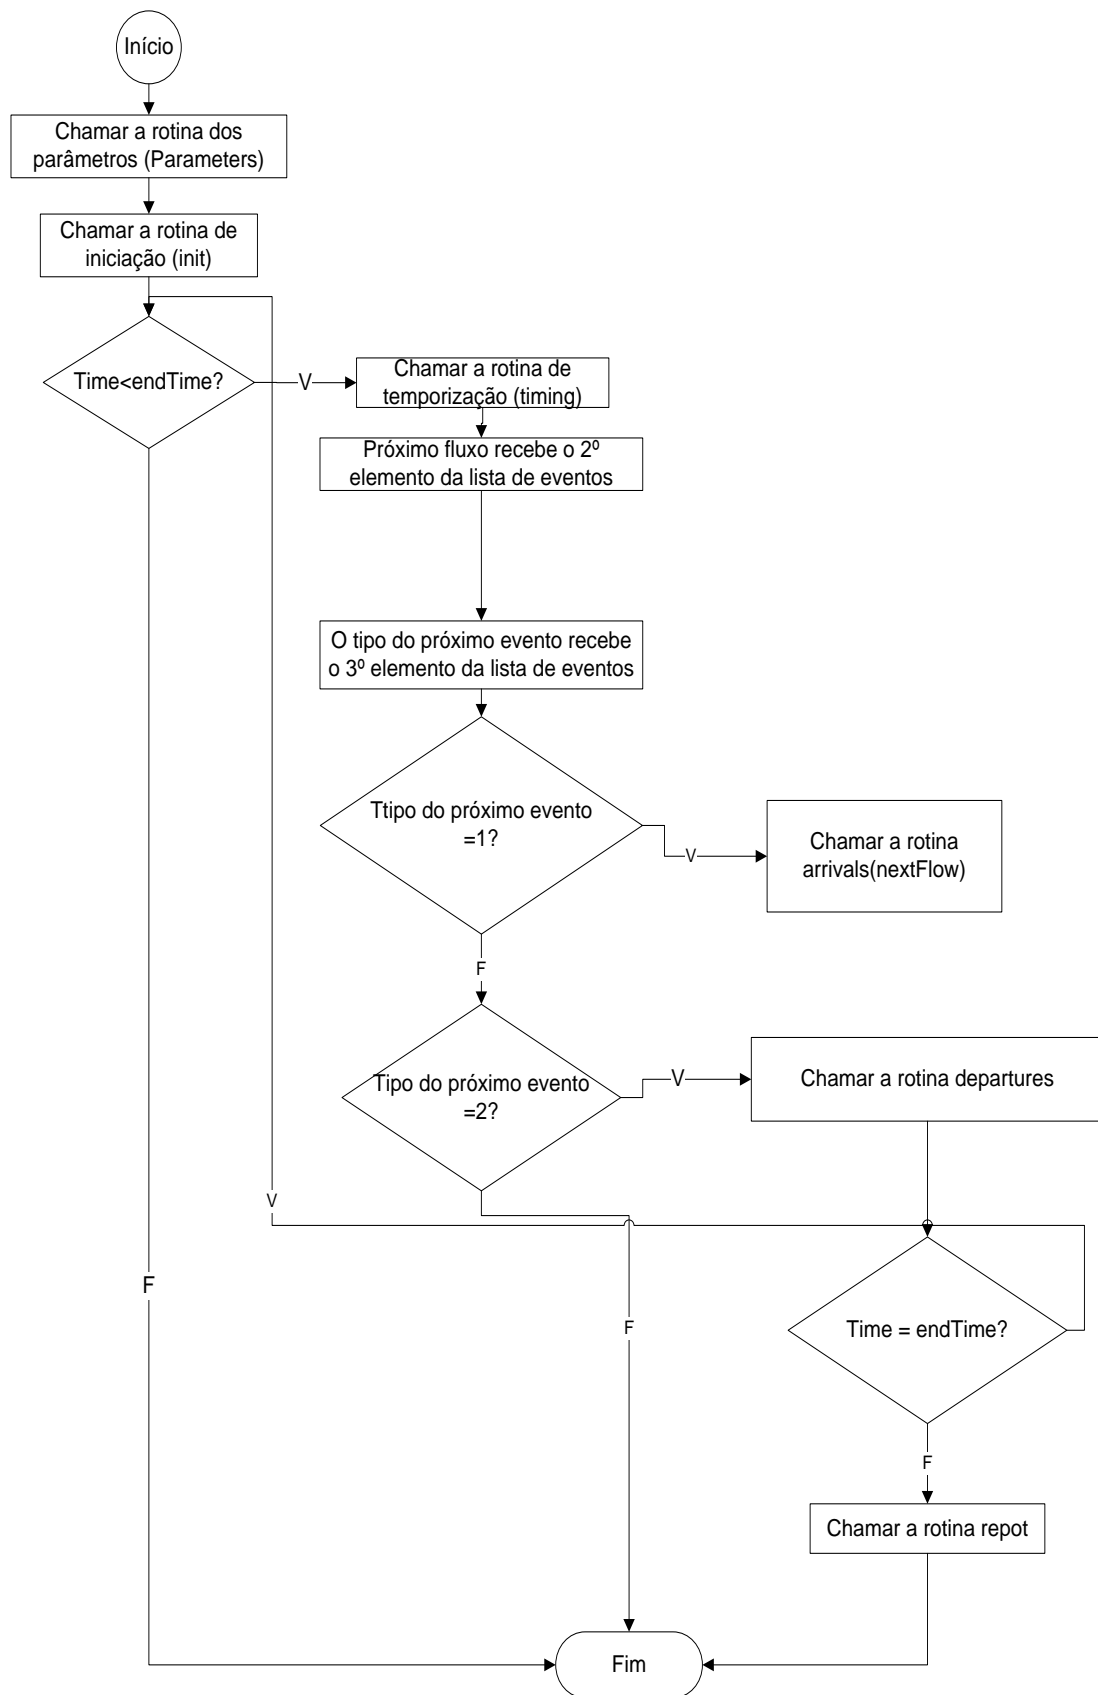 Início
Chamar a rotina dos
parâmetros (Parameters)
Chamar a rotina de
iniciação (init)
Time<endTime?
V
Chamar a rotina de
temporização (timing)
Próximo fluxo recebe o 2º
elemento da lista de eventos
O tipo do próximo evento recebe
o 3º elemento da lista de eventos
Ttipo do próximo evento
=1?
V
Chamar a rotina
arrivals(nextFlow)
F
Tipo do próximo evento
=2?
V
Chamar a rotina departures
V
F
F
Time = endTime?
F
Chamar a rotina repot
Fim